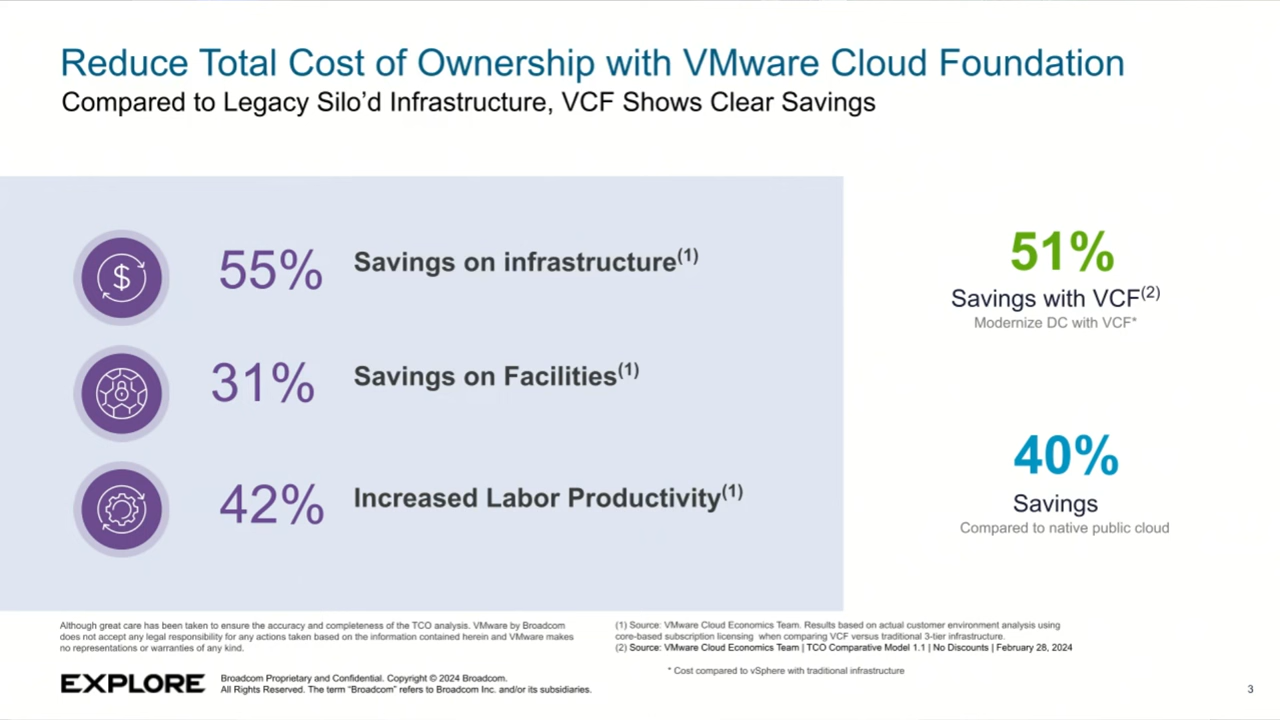 Reduce Total Cost of Ownership with VMware Cloud Foundation
Compared to Legacy Silo’d Infrastructure, VCF Shows Clear Savings
$
55%
Savings on infrastructure(1)
31%
Savings on Facilities(1)
42%
Increased Labor Productivity(1)
51%
Savings with VCF(2)
Modernize DC with VCF*
40%
Savings
Compared to native public cloud
Although great care has been taken to ensure the accuracy and completeness of the TCO analysis. VMware by Broadcom
does not accept any legal responsibility for any actions taken based on the information contained herein and VMware makes
no representations or warranties of any kind.
(1) Source: VMware Cloud Economics Team. Results based on actual customer environment analysis using
core-based subscription licensing when comparing VCF versus traditional 3-tier infrastructure.
(2) Source: VMware Cloud Economics Team | TCO Comparative Model 1.1 | No Discounts | February 28, 2024
* Cost compared to vSphere with traditional infrastructure
EXPLORE
Broadcom Proprietary and Confidential. Copyright © 2024 Broadcom.
All Rights Reserved. The term “Broadcom” refers to Broadcom Inc. and/or its subsidiaries.
3